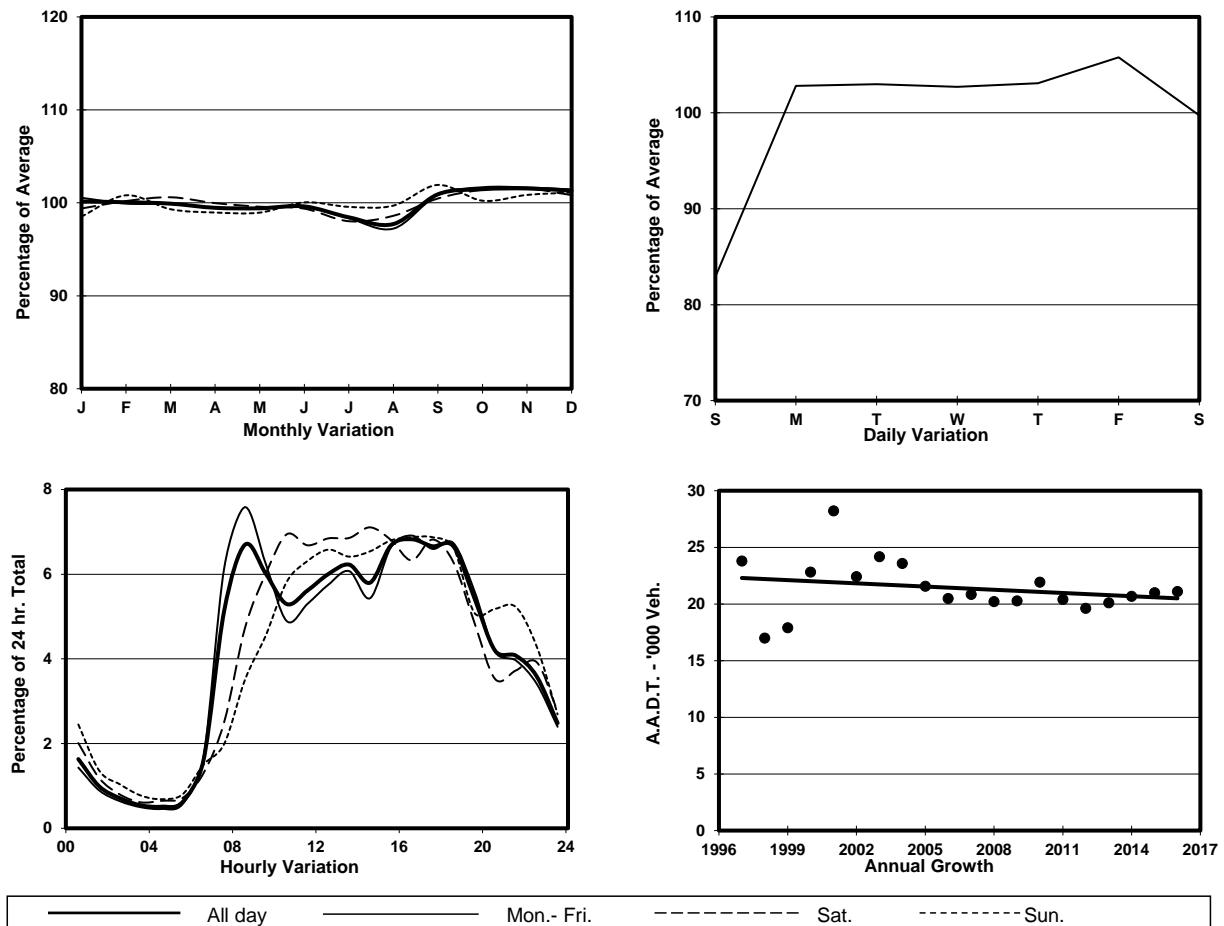 120
110
100
90
80
Percentage of Average
J F M A M J J A S O N D
Monthly Variation
110
100
90
80
70
Percentage of Average
S M T W T F S
Daily Variation
8
6
4
2
0
Percentage of 24 hr. Total
00 04 08 12 16 20 24
Hourly Variation
30
25
20
15
10
5
0
A.A.D.T. - '000 Veh.
1996 1999 2002 2005 2008 2011 2014 2017
Annual Growth
All day Mon.- Fri. Sat. Sun.